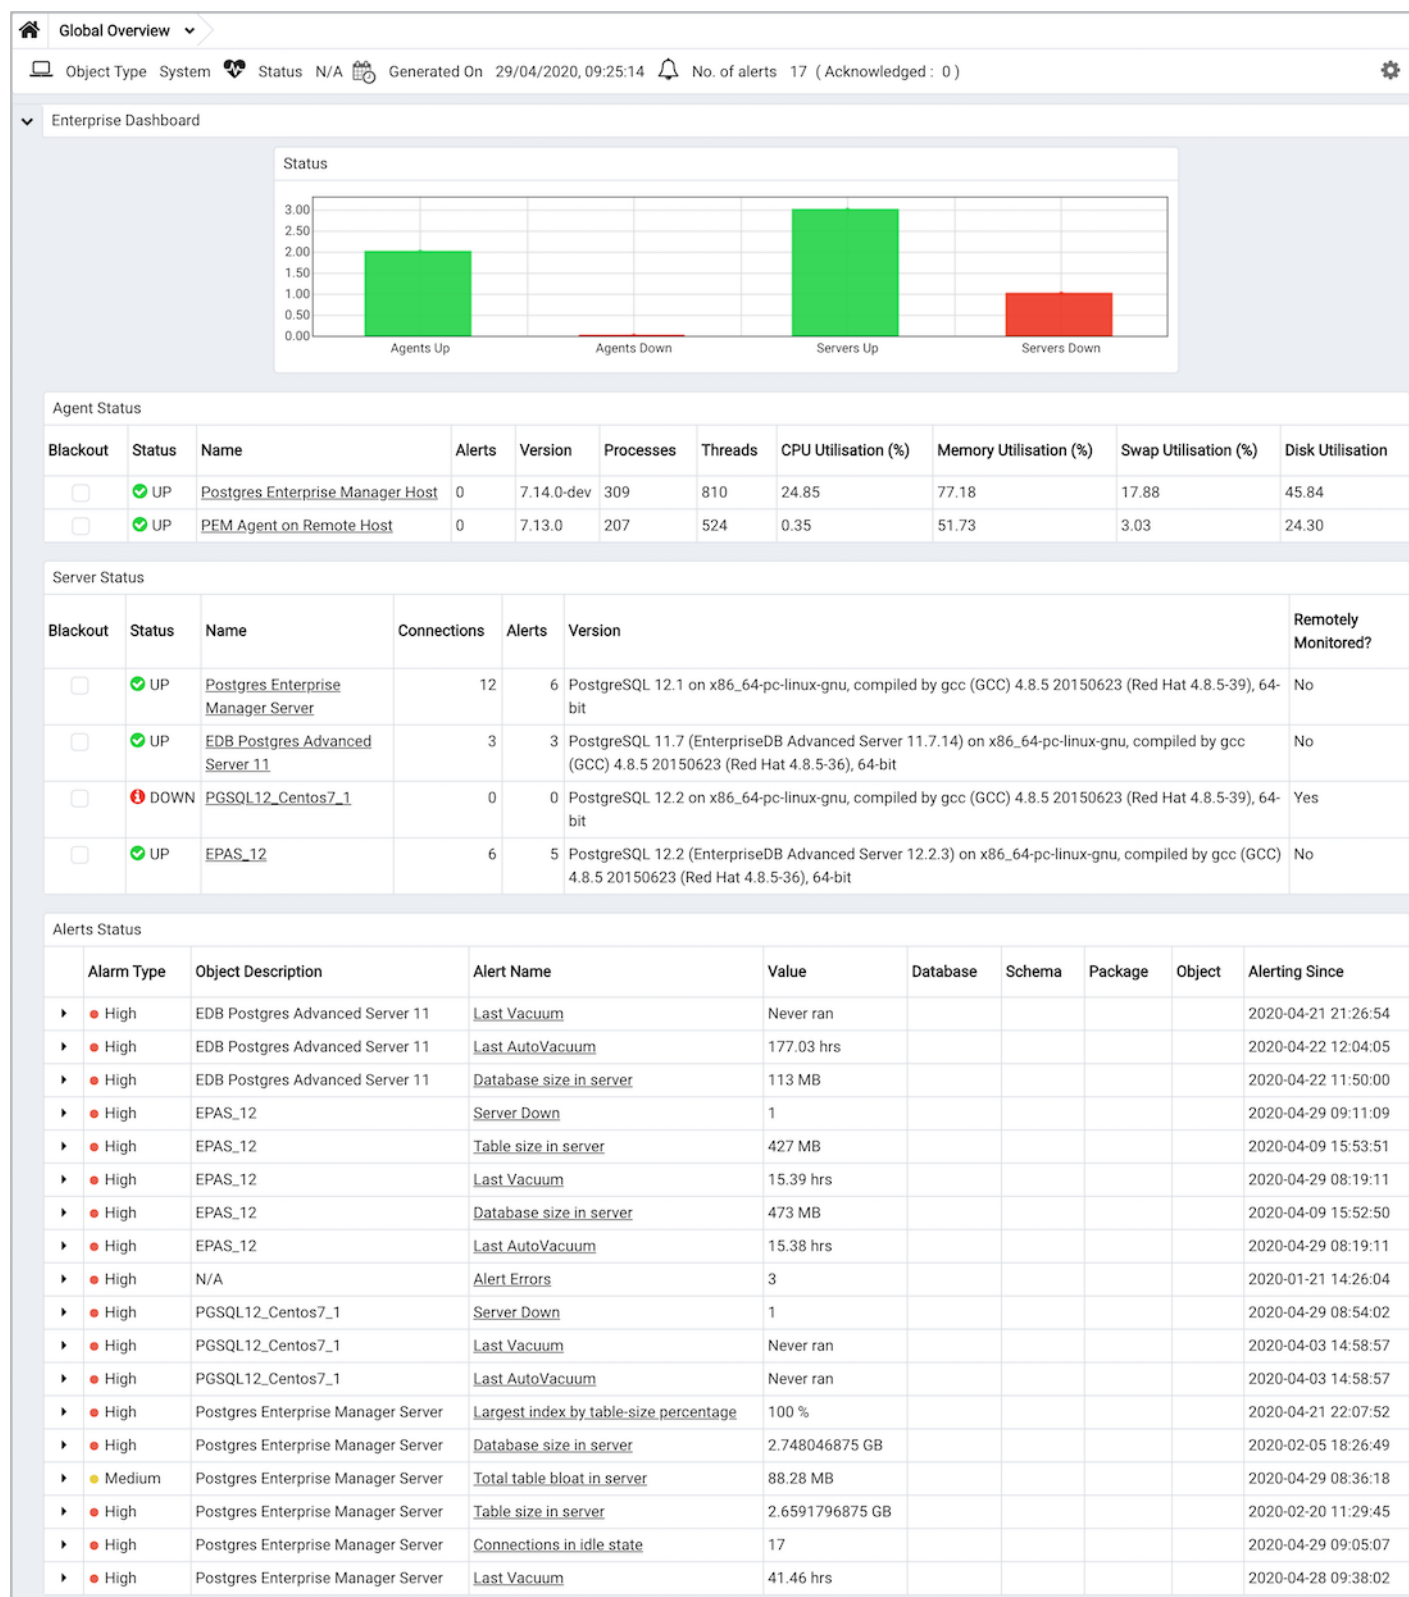 Global Overview
Object Type System Status N/A Generated On 29/04/2020, 09:25:14 No. of alerts 17 ( Acknowledged : 0 )
Enterprise Dashboard
Status
3.00
2.50
2.00
1.50
1.00
0.50
0.00
Agents Up Agents Down Servers Up Servers Down
Agent Status
Blackout Status Name Alerts Version Processes Threads CPU Utilisation (%) Memory Utilisation (%) Swap Utilisation (%) Disk Utilisation
UP Postgres Enterprise Manager Host 0 7.14.0-dev 309 810 24.85 77.18 17.88 45.84
UP PEM Agent on Remote Host 0 7.13.0 207 524 0.35 51.73 3.03 24.30
Server Status
Blackout Status Name Connections Alerts Version Remotely
Monitored?
UP Postgres Enterprise 12 6 PostgreSQL 12.1 on x86_64-pc-linux-gnu, compiled by gcc (GCC) 4.8.5 20150623 (Red Hat 4.8.5-39), 64- No
Manager Server bit
UP EDB Postgres Advanced 3 3 PostgreSQL 11.7 (EnterpriseDB Advanced Server 11.7.14) on x86_64-pc-linux-gnu, compiled by gcc No
Server 11 (GCC) 4.8.5 20150623 (Red Hat 4.8.5-36), 64-bit
DOWN PGSQL12_Centos7_1 0 0 PostgreSQL 12.2 on x86_64-pc-linux-gnu, compiled by gcc (GCC) 4.8.5 20150623 (Red Hat 4.8.5-39), 64- Yes
bit
UP EPAS_12 6 5 PostgreSQL 12.2 (EnterpriseDB Advanced Server 12.2.3) on x86_64-pc-linux-gnu, compiled by gcc (GCC) No
4.8.5 20150623 (Red Hat 4.8.5-36), 64-bit
Alerts Status
Alarm Type Object Description Alert Name Value Database Schema Package Object Alerting Since
High EDB Postgres Advanced Server 11 Last Vacuum Never ran 2020-04-21 21:26:54
High EDB Postgres Advanced Server 11 Last AutoVacuum 177.03 hrs 2020-04-22 12:04:05
High EDB Postgres Advanced Server 11 Database size in server 113 MB 2020-04-22 11:50:00
High EPAS_12 Server Down 1 2020-04-29 09:11:09
High EPAS_12 Table size in server 427 MB 2020-04-09 15:53:51
High EPAS_12 Last Vacuum 15.39 hrs 2020-04-29 08:19:11
High EPAS_12 Database size in server 473 MB 2020-04-09 15:52:50
High EPAS_12 Last AutoVacuum 15.38 hrs 2020-04-29 08:19:11
High N/A Alert Errors 3 2020-01-21 14:26:04
High PGSQL12_Centos7_1 Server Down 1 2020-04-29 08:54:02
High PGSQL12_Centos7_1 Last Vacuum Never ran 2020-04-03 14:58:57
High PGSQL12_Centos7_1 Last AutoVacuum Never ran 2020-04-03 14:58:57
High Postgres Enterprise Manager Server Largest index by table-size percentage 100 % 2020-04-21 22:07:52
High Postgres Enterprise Manager Server Database size in server 2.748046875 GB 2020-02-05 18:26:49
Medium Postgres Enterprise Manager Server Total table bloat in server 88.28 MB 2020-04-29 08:36:18
High Postgres Enterprise Manager Server Table size in server 2.6591796875 GB 2020-02-20 11:29:45
High Postgres Enterprise Manager Server Connections in idle state 17 2020-04-29 09:05:07
High Postgres Enterprise Manager Server Last Vacuum 41.46 hrs 2020-04-28 09:38:02